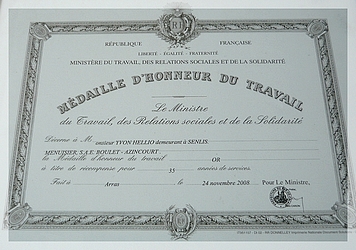 RF
RÉPUBLIQUE FRANÇAISE
LIBERTÉ - ÉGALITÉ - FRATERNITÉ
MINISTÈRE DU TRAVAIL, DES RELATIONS SOCIALES ET DE LA SOLIDARITÉ
MÉDAILLE D'HONNEUR DU TRAVAIL
Le Ministre
du Travail, des Relations sociales et de la Solidarité
Décerne à M. onsieur YVON HELLIO demeurant à SENLIS.
MENUISIER, S.A.E. BOULET - AZINCOURT
la Médaille d'honneur du travail OR
à titre de récompense pour 35 années de services.
Fait à Arras le 24 novembre 2008 Pour Le Ministre,